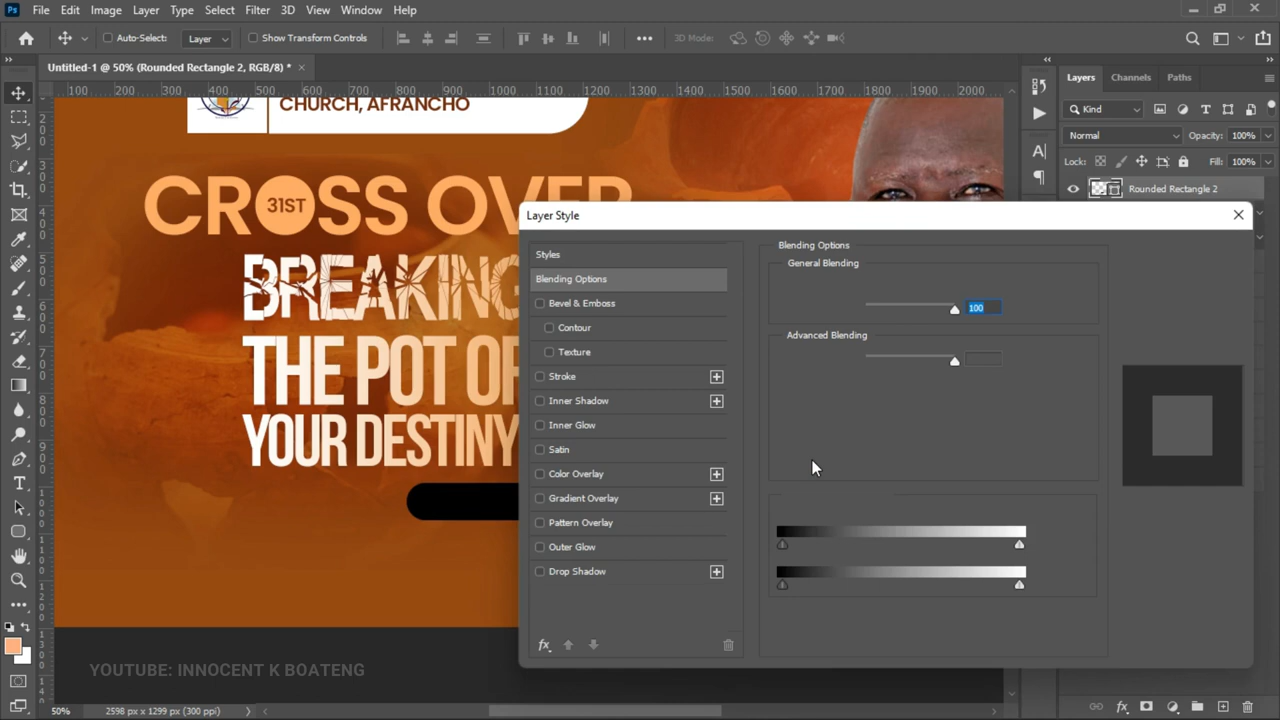 Ps File Edit Image Layer Type Select Filter 3D View Window Help
Auto-Select: Layer Show Transform Controls 3D Mode:
Untitled-1 @ 50% (Rounded Rectangle 2, RGB/8) *
100 200 300 400 500 600 700 800 900 1000 1100 1200 1300 1400 1500 1600 1700 1800 1900 2000
Layers Channels Paths
Kind
Normal Opacity: 100%
Lock: Fill: 100%
Rounded Rectangle 2
CHURCH, AFRANCHO
CROSS OVER
31ST
BREAKING
THE POT OF
YOUR DESTINY
Layer Style
Styles
Blending Options
Bevel & Emboss
Contour
Texture
Stroke
Inner Shadow
Inner Glow
Satin
Color Overlay
Gradient Overlay
Pattern Overlay
Outer Glow
Drop Shadow
fx
Blending Options
General Blending
100
Advanced Blending
YOUTUBE: INNOCENT K BOATENG
50% 2598 px x 1299 px (300 ppi)
fx